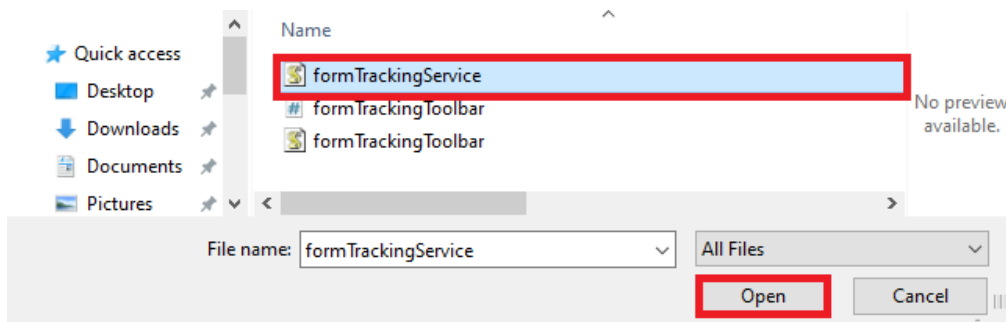 Name
Quick access
formTrackingService
Desktop
formTrackingToolbar
No preview
available.
Downloads
formTrackingToolbar
Documents
Pictures
File name: formTrackingService All Files
Open Cancel